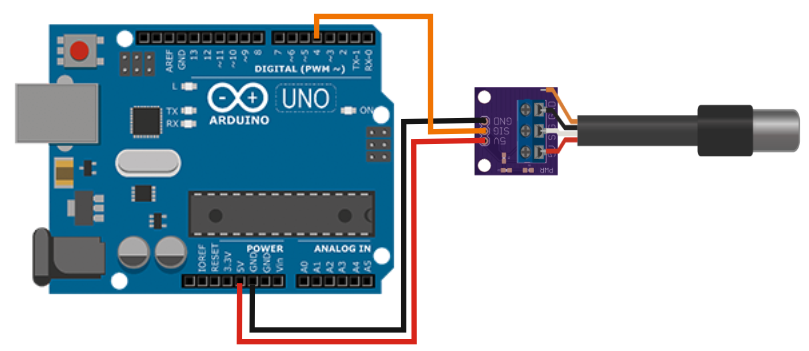 AREF
GND
13
12
~11
~10
~9
8
7
~6
~5
4
~3
2
TX-1
RX-0
DIGITAL (PWM ~)
L
TX
RX
ARDUINO
UNO
ON
GND
SIG
5V
PWR
POWER
ANALOG IN
IOREF
RESET
3.3V
5V
GND
GND
Vin
A0
A1
A2
A3
A4
A5